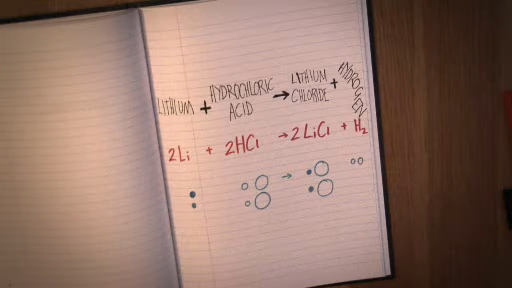 LITHIUM + HYDROCHLORIC ACID → LITHIUM CHLORIDE + HYDROGEN
2Li + 2HCl → 2LiCl + H₂